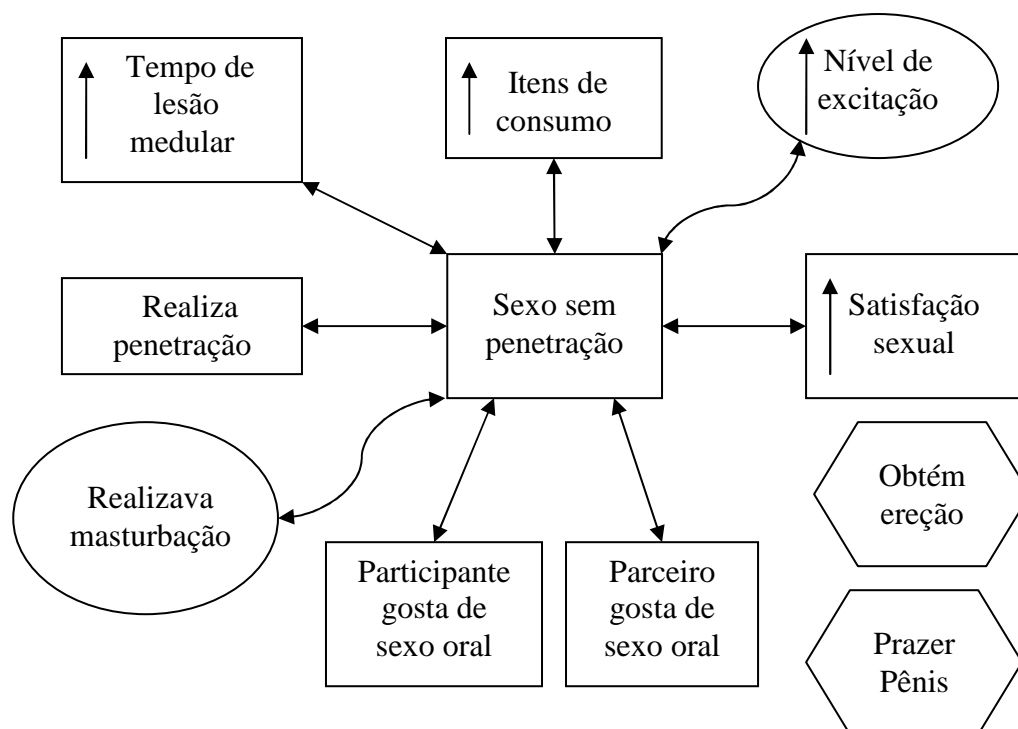 Tempo de
lesão
medular
Itens de
consumo
Nível de
excitação
Realiza
penetração
Sexo sem
penetração
Satisfação
sexual
Realizava
masturbação
Participante
gosta de
sexo oral
Parceiro
gosta de
sexo oral
Obtém
ereção
Prazer
Pênis